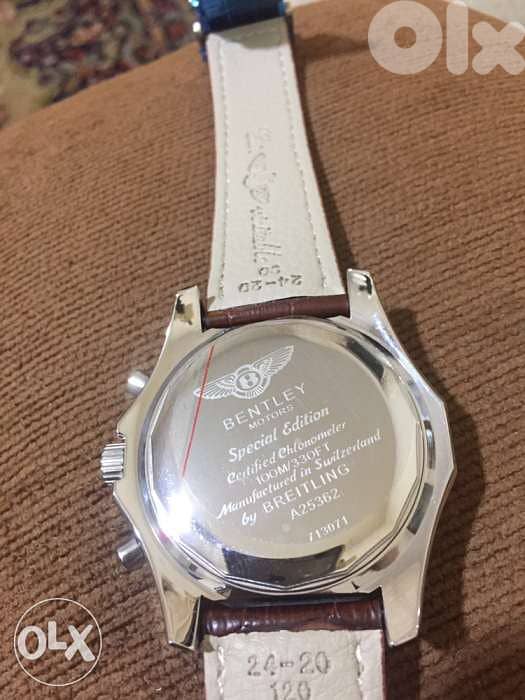 OLX
24-120
B
BENTLEY
MOTORS
Special Edition
Certified Chronometer
100M/330FT
Manufactured in Switzerland
by BREITLING
A25362
713071
OLX
24-20
120